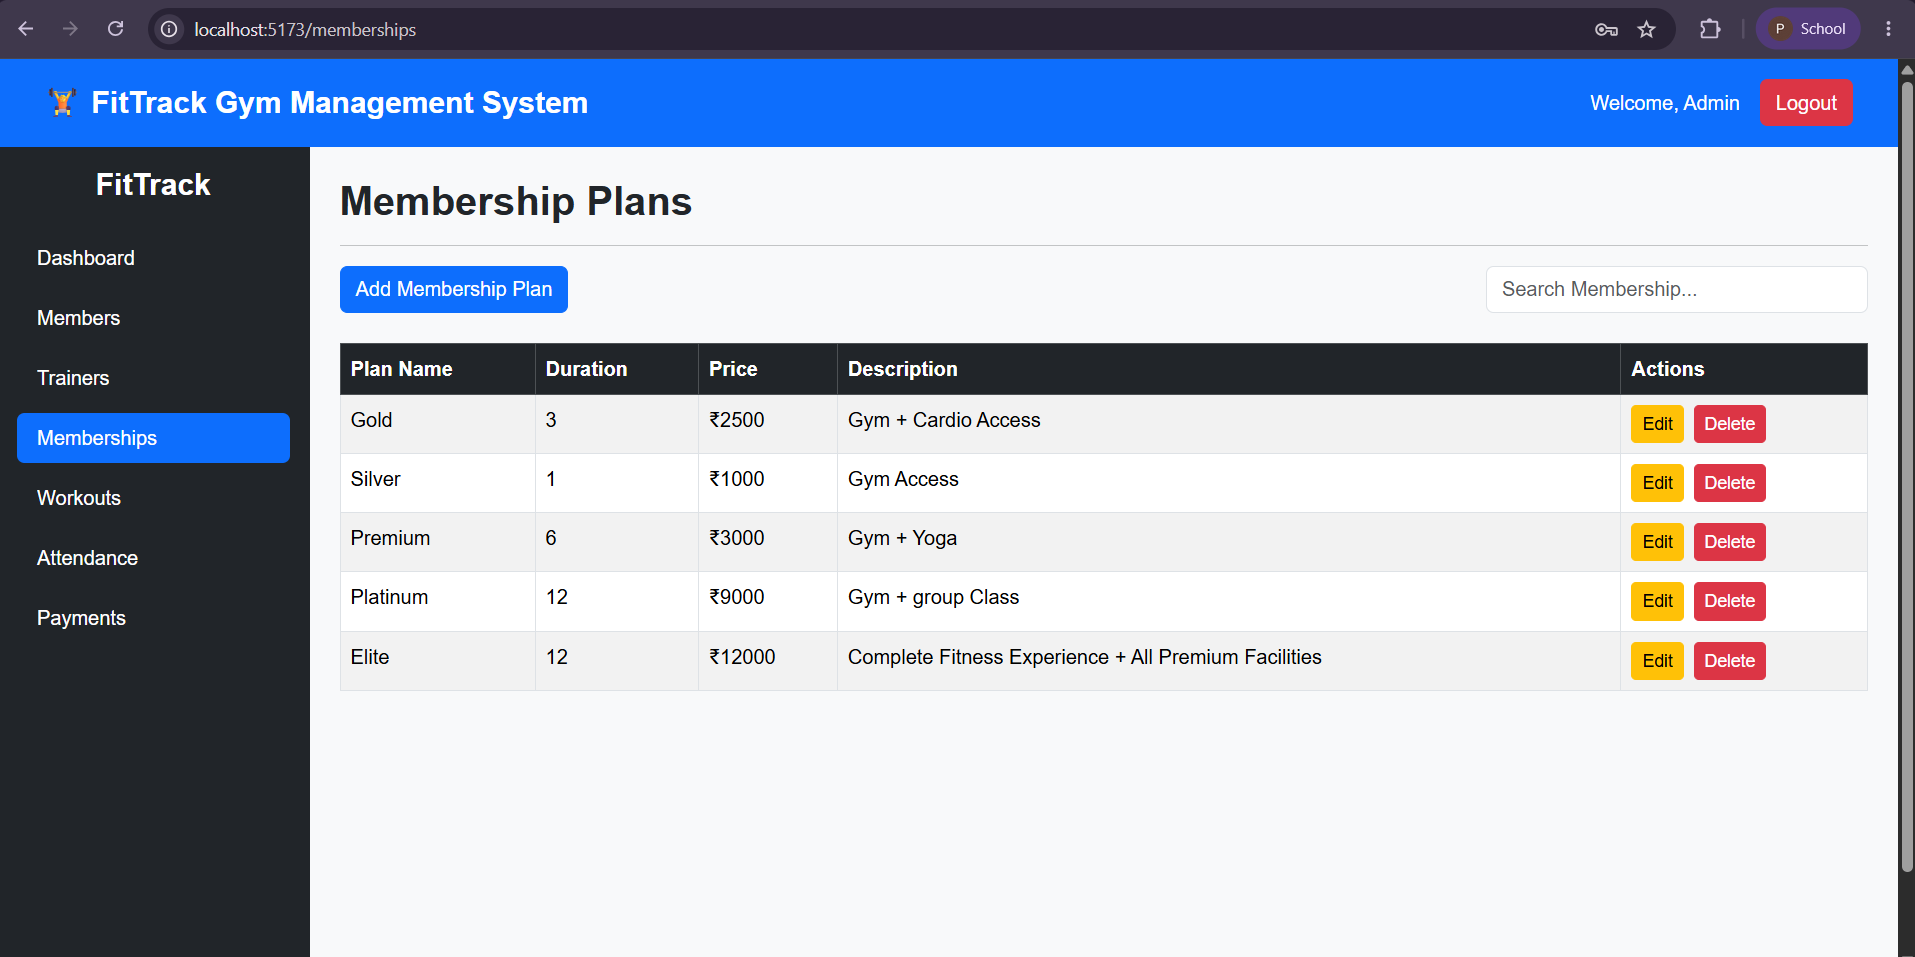 localhost:5173/memberships
P School
FitTrack Gym Management System
Welcome, Admin Logout
FitTrack
Dashboard
Members
Trainers
Memberships
Workouts
Attendance
Payments
Membership Plans
Add Membership Plan Search Membership...
Plan Name Duration Price Description Actions
Gold 3 ₹2500 Gym + Cardio Access Edit Delete
Silver 1 ₹1000 Gym Access Edit Delete
Premium 6 ₹3000 Gym + Yoga Edit Delete
Platinum 12 ₹9000 Gym + group Class Edit Delete
Elite 12 ₹12000 Complete Fitness Experience + All Premium Facilities Edit Delete